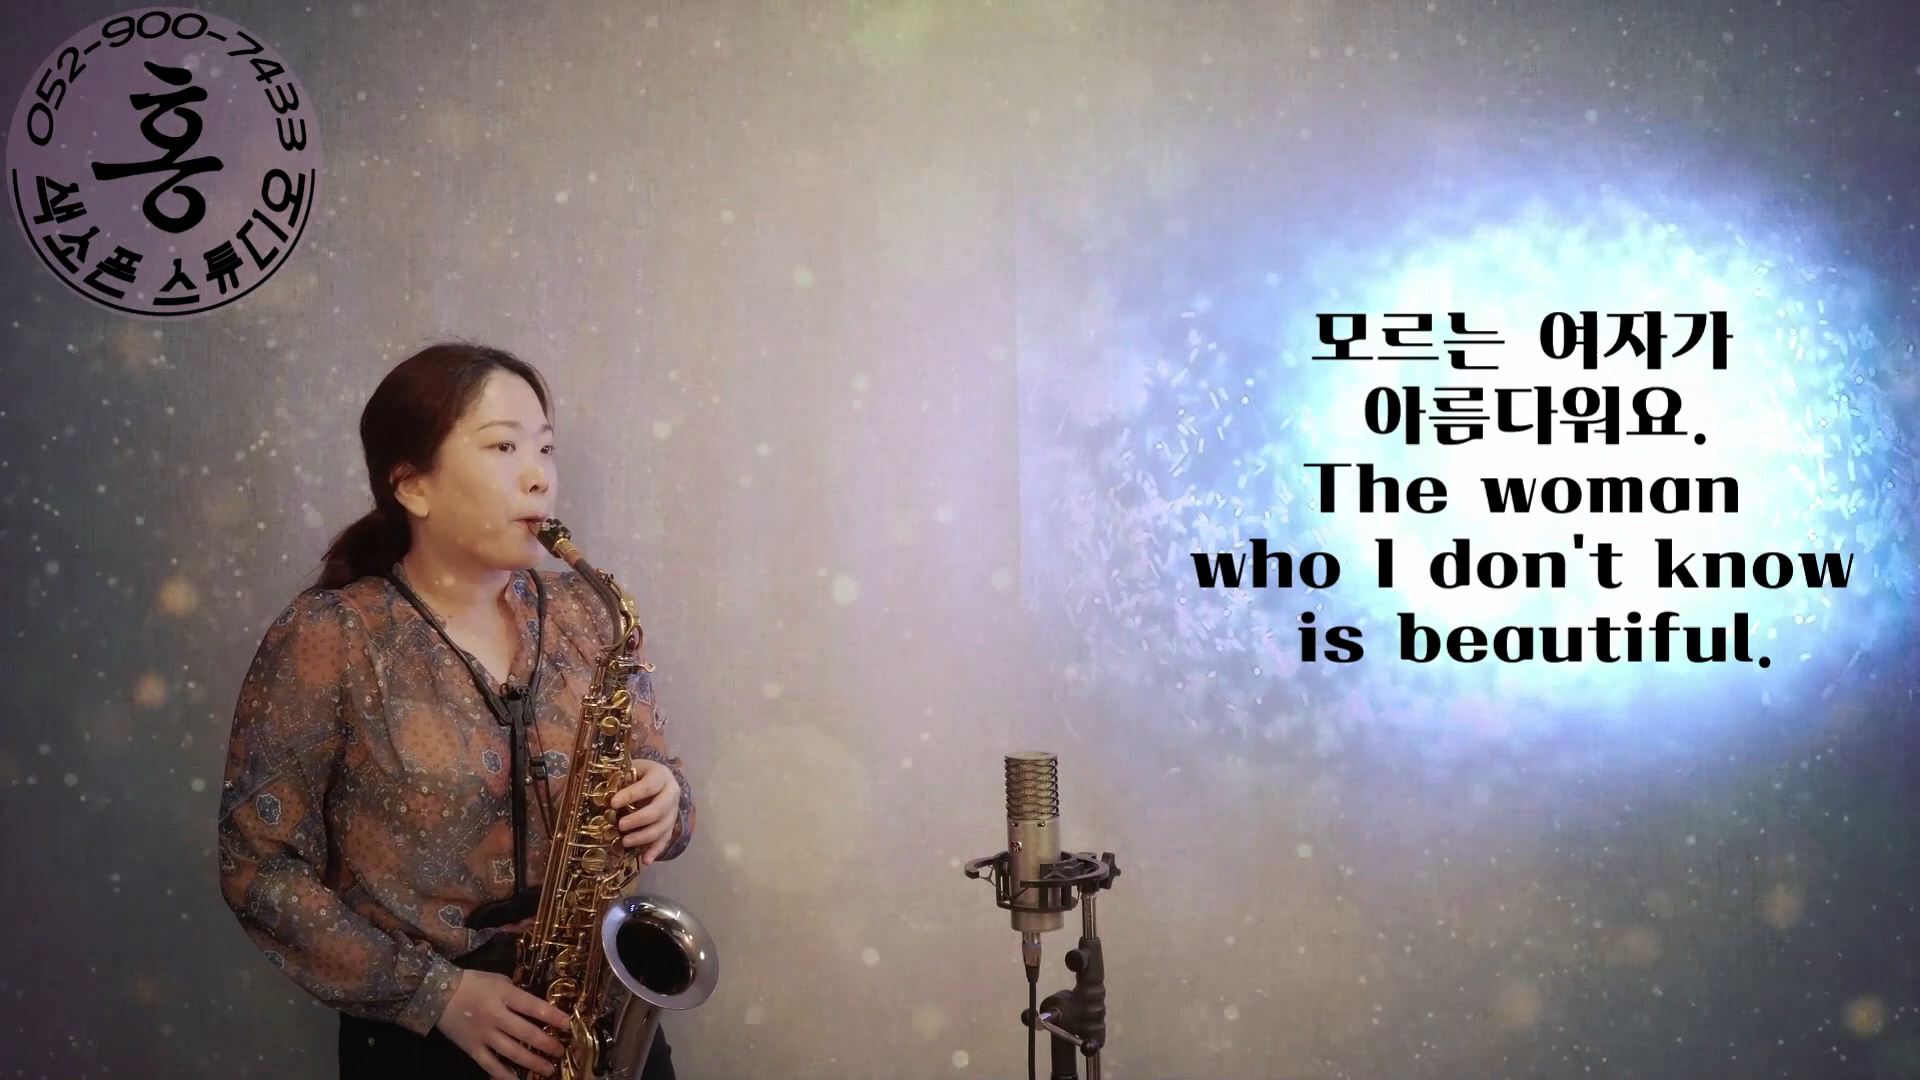 052-900-7433
홍
색소폰 스튜디오
모르는 여자가
아름다워요.
The woman
who I don't know
is beautiful.